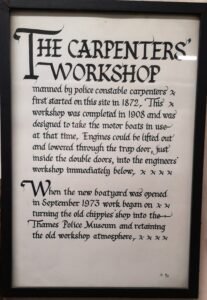 THE CARPENTERS'
WORKSHOP
manned by police constable carpenters'
first started on this site in 1872, This
workshop was completed in 1908 and was
designed to take the motor boats in use
at that time, Engines could be lifted out
and lowered through the trap door, just
inside the double doors, into the engineers'
workshop immediately below,
When the new boatyard was opened
in September 1973 work began on
turning the old chippies' shop into the
Thames Police Museum and retaining
the old workshop atmosphere,